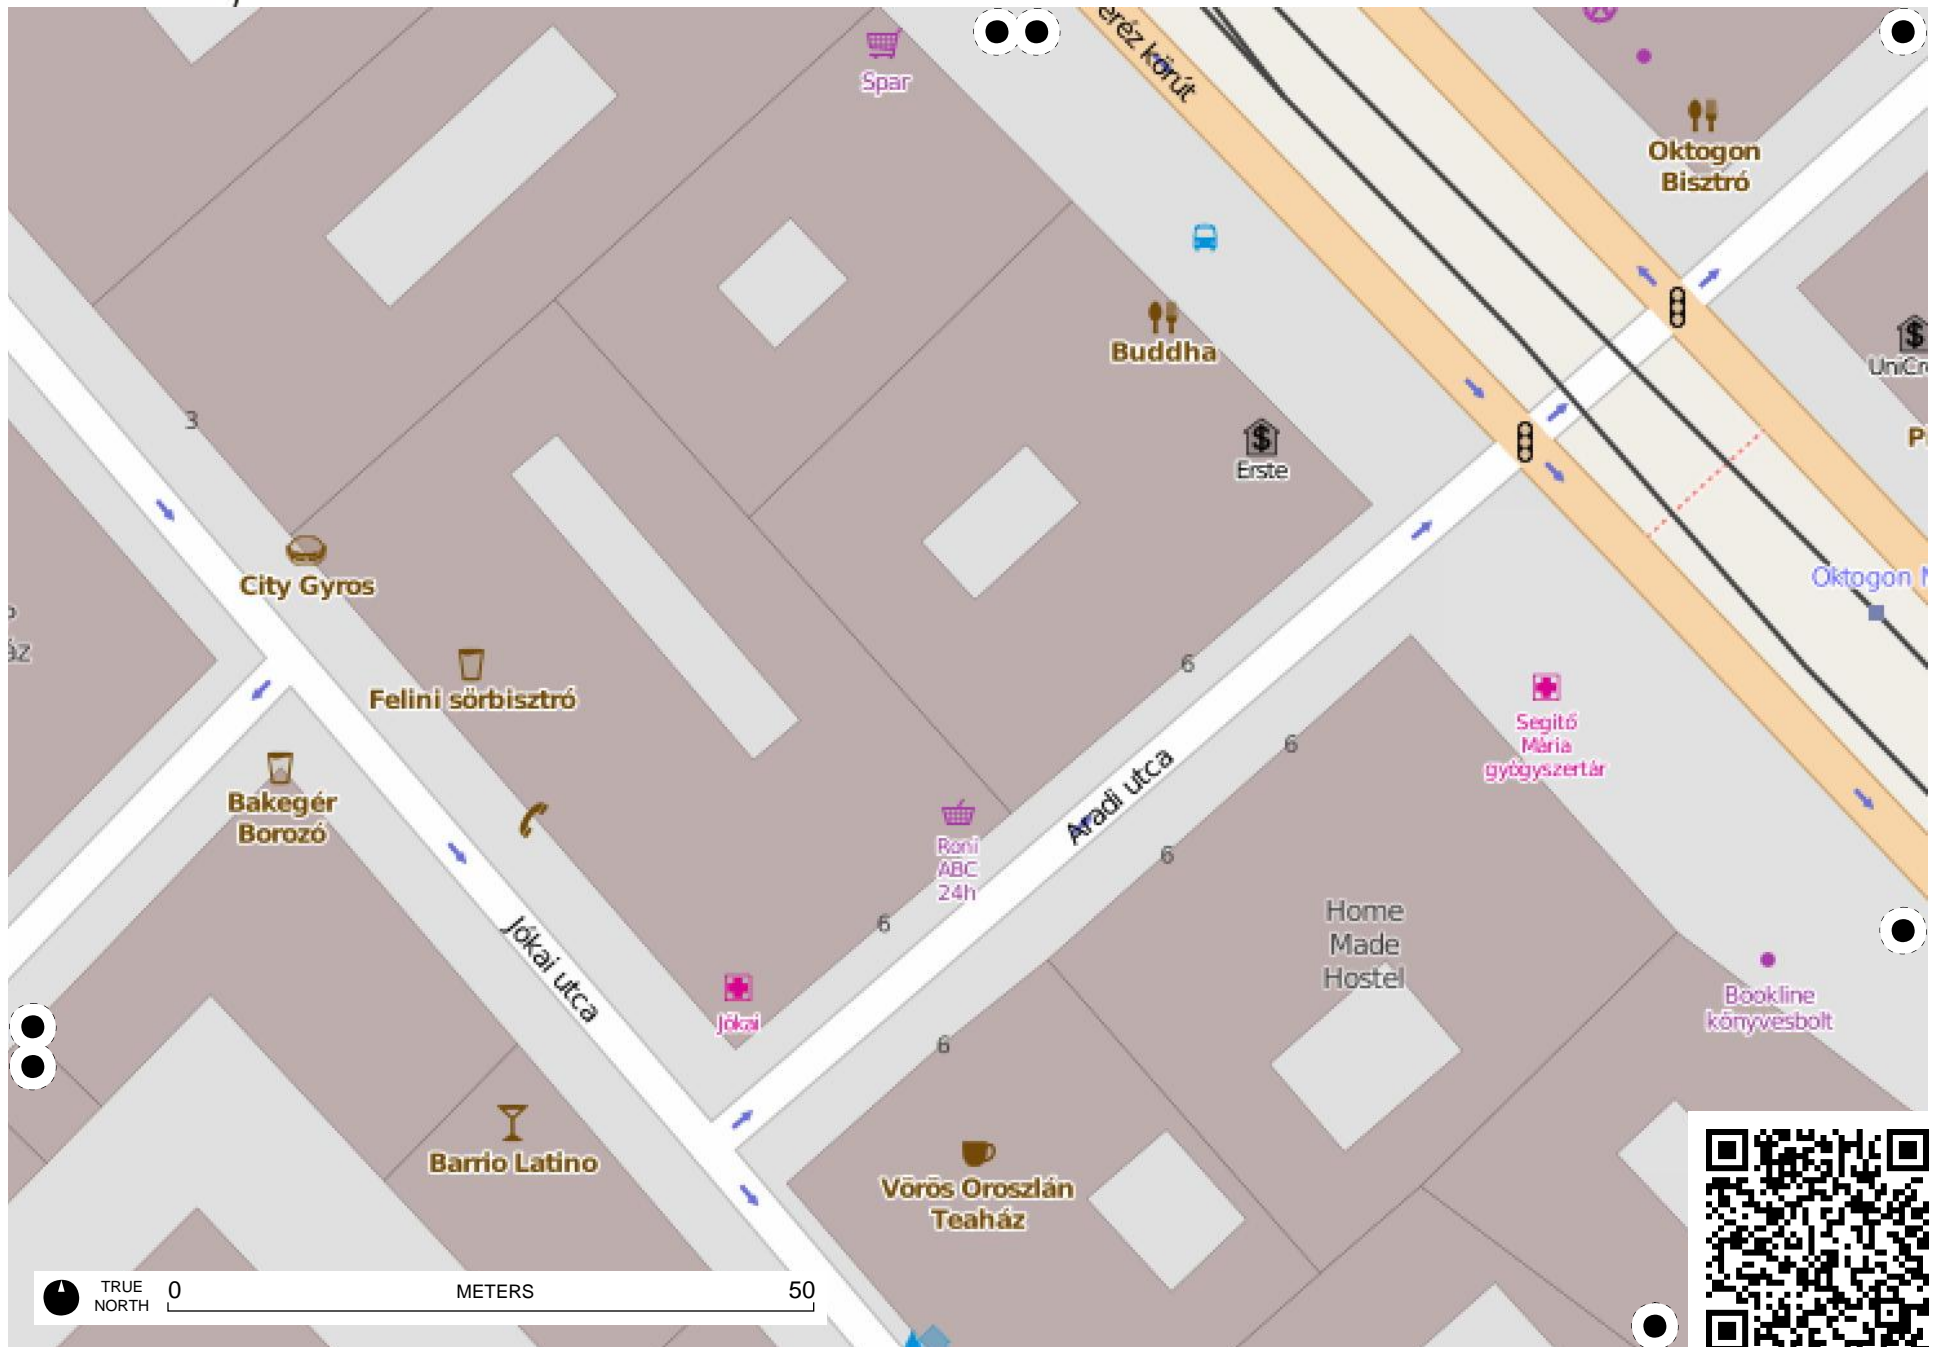 eréz körút
Spar
Oktogon
Bisztró
Buddha
UniCr
3
P
Erste
City Gyros
Oktogon
áz
6
Felini sörbisztró
Segítő
Mária
gyógyszertár
6
Aradi utca
Bakegér
Borozó
Roni
ABC
24h
6
Home
Made
Hostel
6
Jókai utca
Bookline
könyvesbolt
Jókai
6
Barrio Latino
Vörös Oroszlán
Teaház
TRUE
NORTH
0
METERS
50